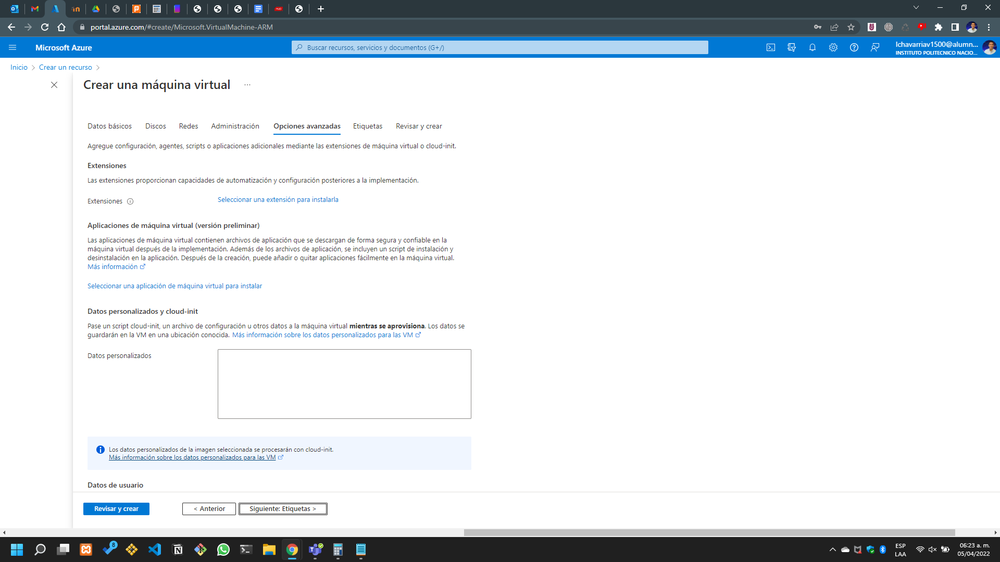 portal.azure.com/#create/Microsoft.VirtualMachine-ARM
Microsoft Azure
Buscar recursos, servicios y documentos (G+/)
lchavarriav1500@alumn...
INSTITUTO POLITECNICO NACIO...
Inicio > Crear un recurso >
Crear una máquina virtual ...
Datos básicos Discos Redes Administración Opciones avanzadas Etiquetas Revisar y crear
Agregue configuración, agentes, scripts o aplicaciones adicionales mediante las extensiones de máquina virtual o cloud-init.
Extensiones
Las extensiones proporcionan capacidades de automatización y configuración posteriores a la implementación.
Extensiones
Seleccionar una extensión para instalarla
Aplicaciones de máquina virtual (versión preliminar)
Las aplicaciones de máquina virtual contienen archivos de aplicación que se descargan de forma segura y confiable en la
máquina virtual después de la implementación. Además de los archivos de aplicación, se incluyen un script de instalación y
desinstalación en la aplicación. Después de la creación, puede añadir o quitar aplicaciones fácilmente en la máquina virtual.
Más información
Seleccionar una aplicación de máquina virtual para instalar
Datos personalizados y cloud-init
Pase un script cloud-init, un archivo de configuración u otros datos a la máquina virtual mientras se aprovisiona. Los datos se
guardarán en la VM en una ubicación conocida. Más información sobre los datos personalizados para las VM
Datos personalizados
Los datos personalizados de la imagen seleccionada se procesarán con cloud-init.
Más información sobre los datos personalizados para las VM
Datos de usuario
Revisar y crear
< Anterior
Siguiente: Etiquetas >
8
ESP
LAA
06:23 a. m.
05/04/2022